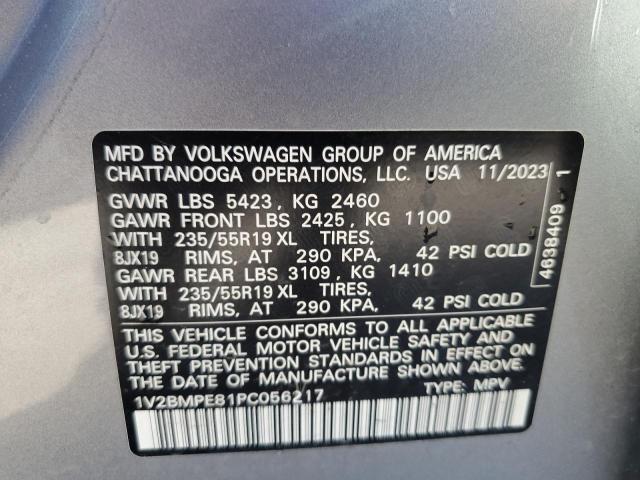 MFD BY VOLKSWAGEN GROUP OF AMERICA
CHATTANOOGA OPERATIONS, LLC. USA 11/2023
GVWR LBS 5423, KG 2460
GAWR FRONT LBS 2425, KG 1100
WITH 235/55R19 XL TIRES,
8JX19 RIMS, AT 290 KPA, 42 PSI COLD
GAWR REAR LBS 3109, KG 1410
WITH 235/55R19 XL TIRES,
8JX19 RIMS, AT 290 KPA, 42 PSI COLD
THIS VEHICLE CONFORMS TO ALL APPLICABLE
U.S. FEDERAL MOTOR VEHICLE SAFETY AND
THEFT PREVENTION STANDARDS IN EFFECT ON
THE DATE OF MANUFACTURE SHOWN ABOVE.
1V2BMPE81PC056217 TYPE: MPV
4638409 1